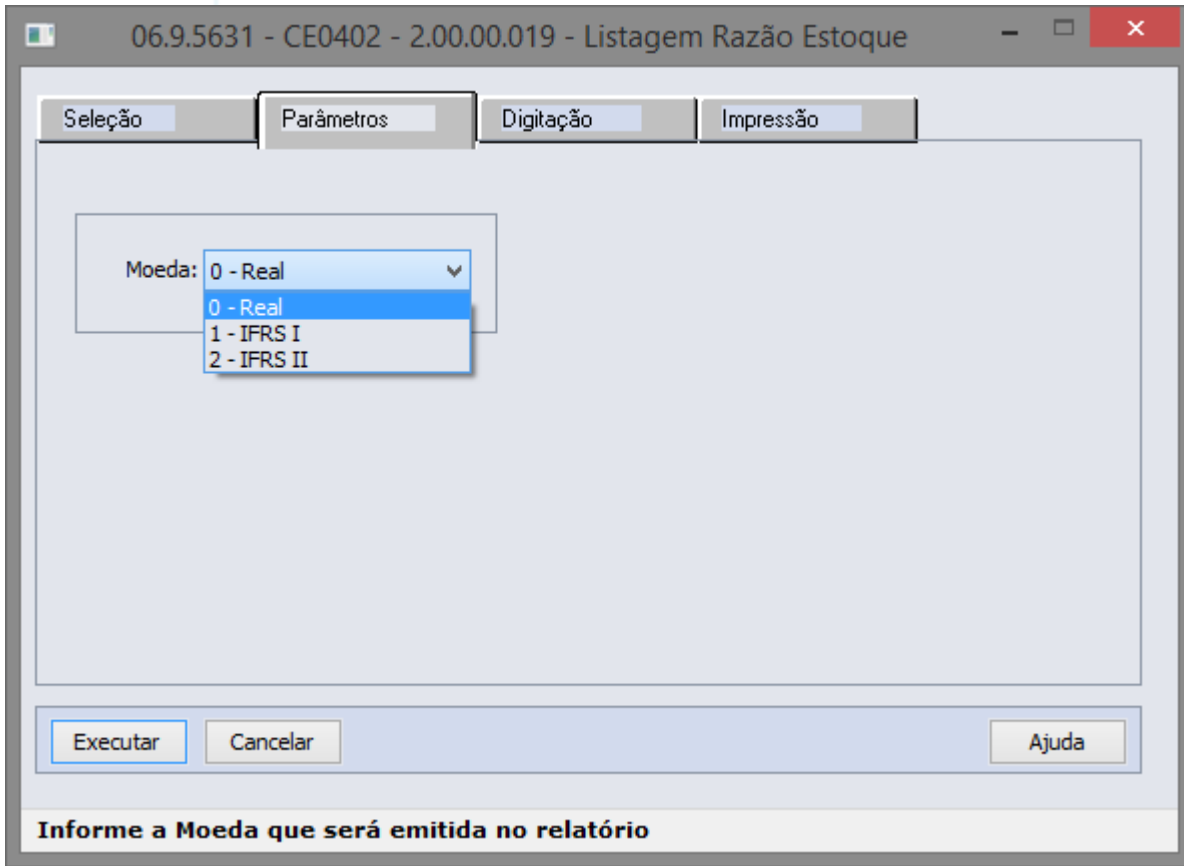 06.9.5631 - CE0402 - 2.00.00.019 - Listagem Razão Estoque
Seleção Parâmetros Digitação Impressão
Moeda: 0 - Real
0 - Real
1 - IFRS I
2 - IFRS II
Executar Cancelar Ajuda
Informe a Moeda que será emitida no relatório